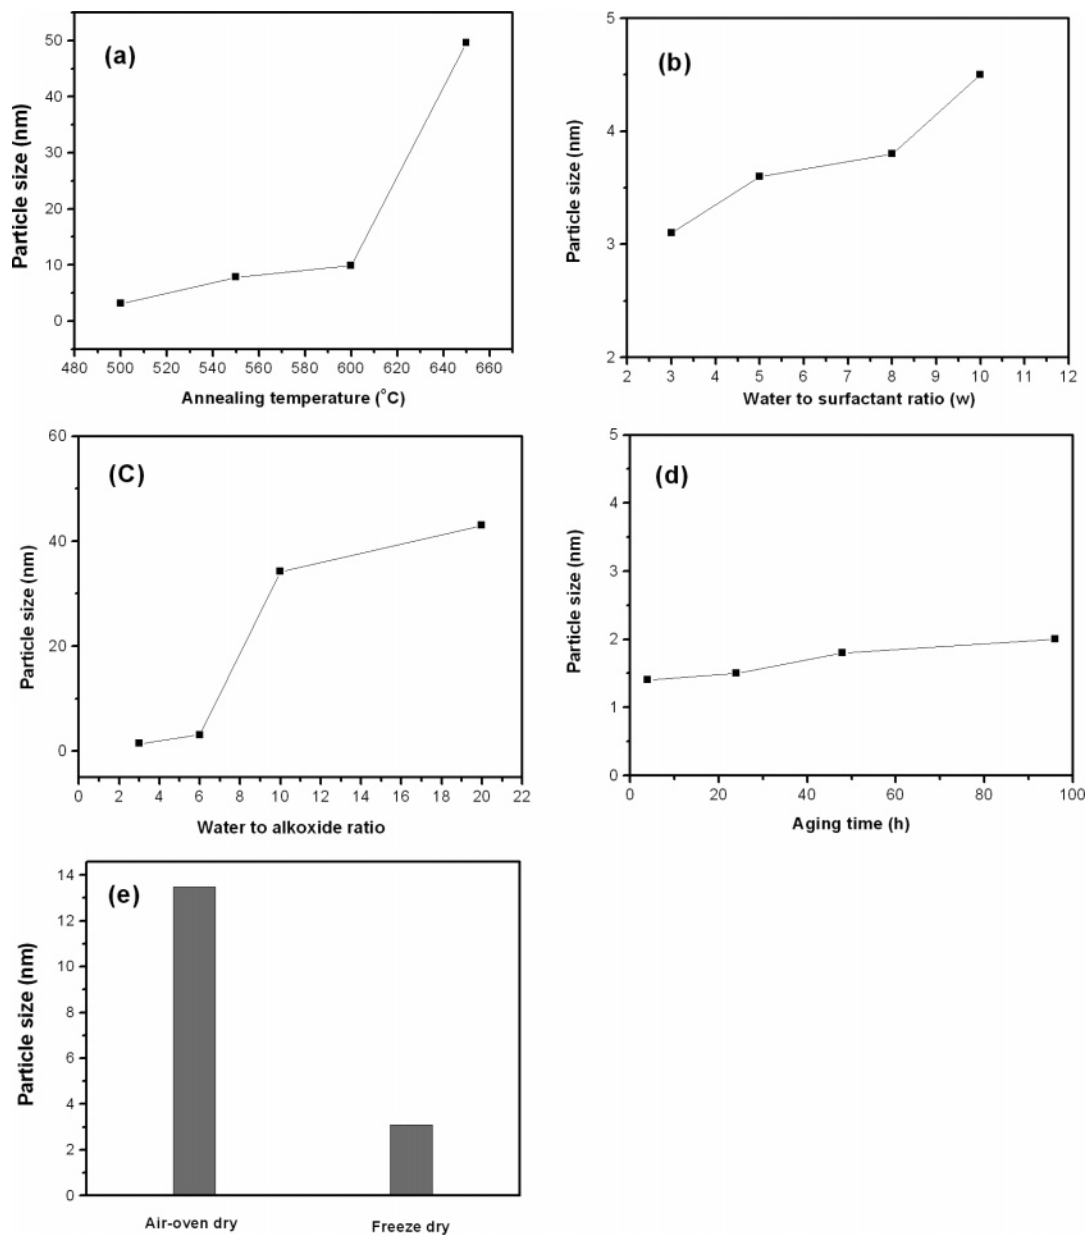 (a)
Particle size (nm)
50
40
30
20
10
0
480 500 520 540 560 580 600 620 640 660
Annealing temperature (°C)
(b)
Particle size (nm)
5
4
3
2
2 3 4 5 6 7 8 9 10 11 12
Water to surfactant ratio (w)
(C)
Particle size (nm)
60
40
20
0
0 2 4 6 8 10 12 14 16 18 20 22
Water to alkoxide ratio
(d)
Particle size (nm)
5
4
3
2
1
0
0 20 40 60 80 100
Aging time (h)
(e)
Particle size (nm)
14
12
10
8
6
4
2
0
Air-oven dry Freeze dry